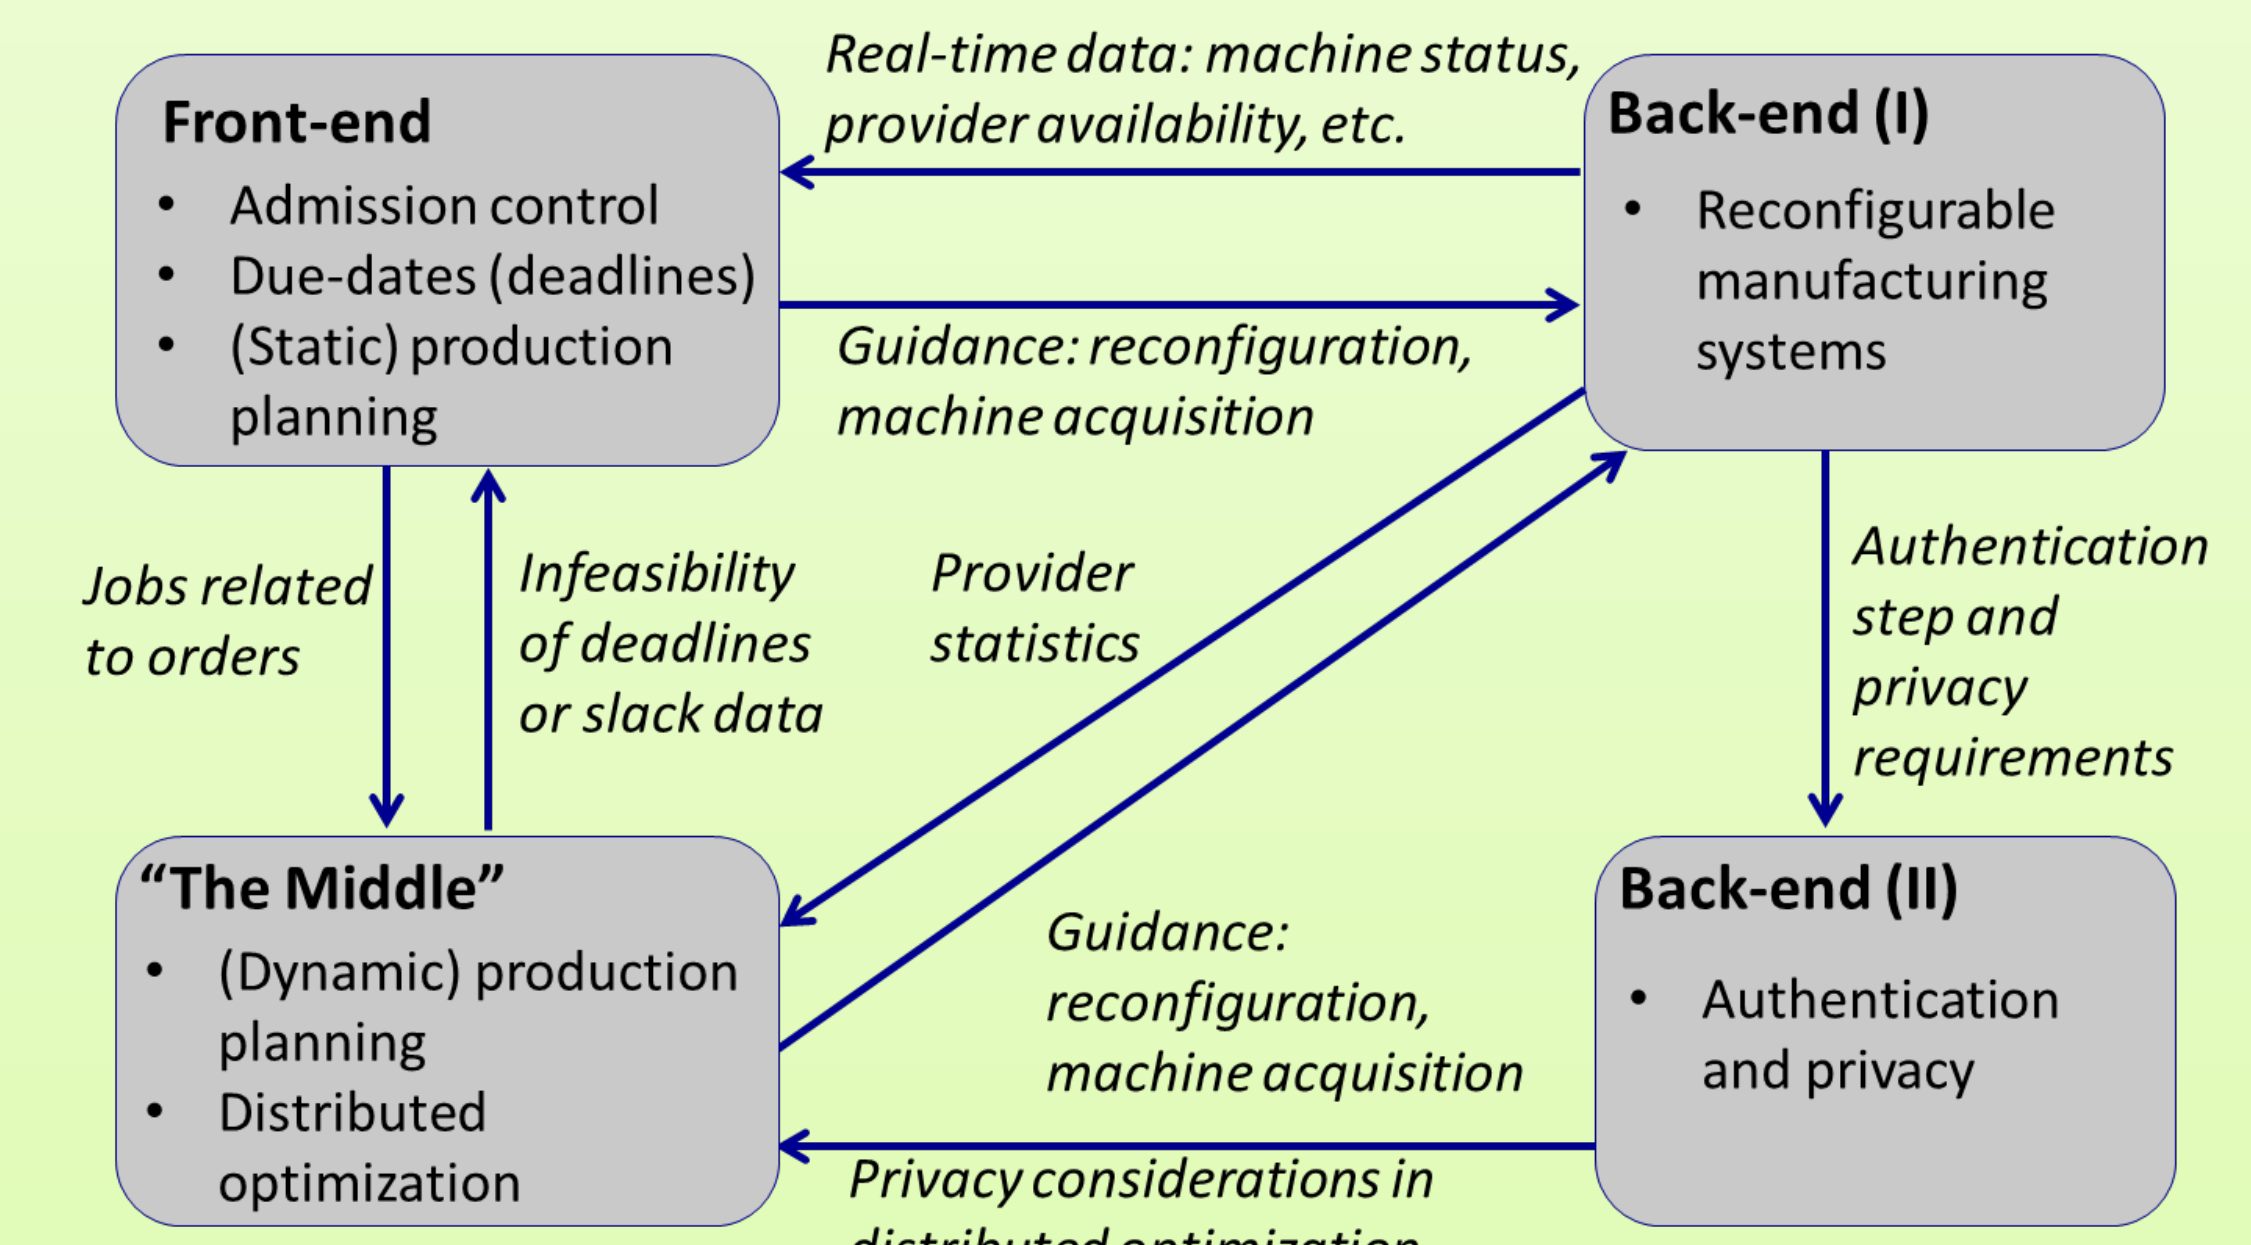 Real-time data: machine status,
provider availability, etc.
Front-end
• Admission control
• Due-dates (deadlines)
• (Static) production
planning
Back-end (I)
• Reconfigurable
manufacturing
systems
Guidance: reconfiguration,
machine acquisition
Jobs related
to orders
Infeasibility
of deadlines
or slack data
Provider
statistics
Authentication
step and
privacy
requirements
“The Middle”
• (Dynamic) production
planning
• Distributed
optimization
Guidance:
reconfiguration,
machine acquisition
Back-end (II)
• Authentication
and privacy
Privacy considerations in
distributed optimization